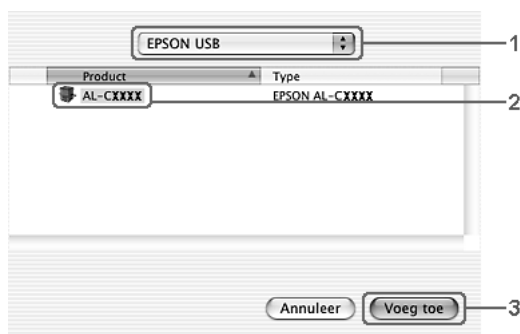 EPSON USB
1
Product Type
AL-CXXXX EPSON AL-CXXXX
2
Annuleer Voeg toe
3